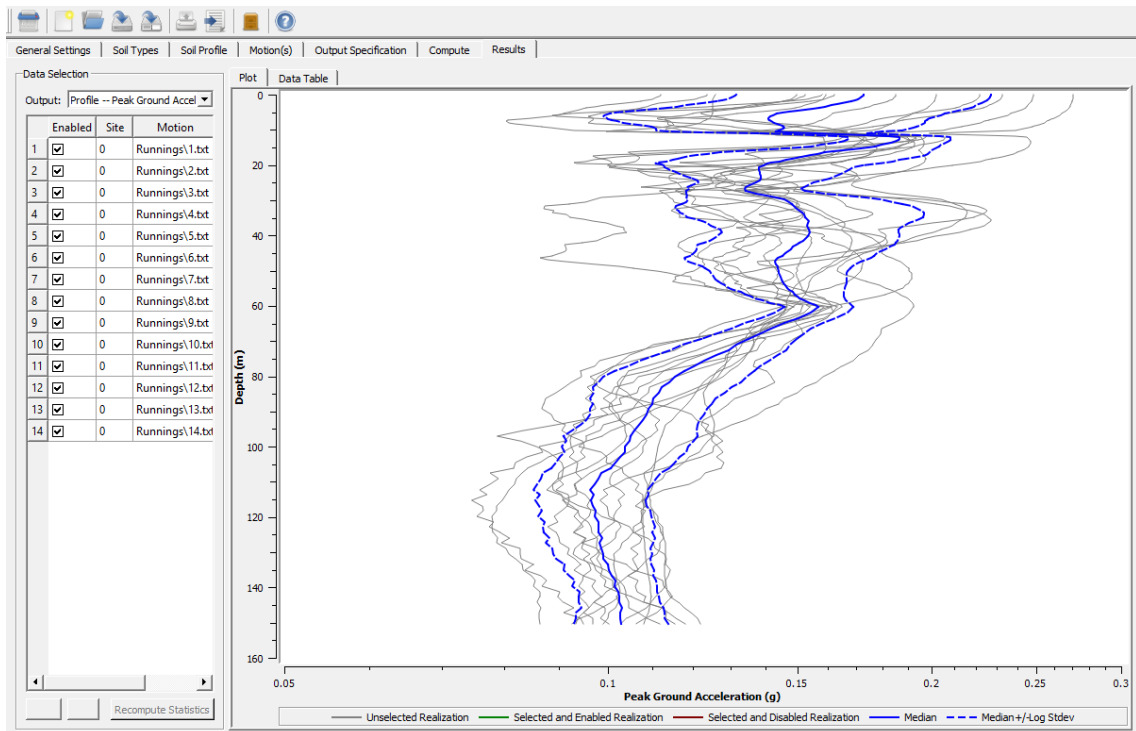 General Settings
Soil Types
Soil Profile
Motion(s)
Output Specification
Compute
Results
Data Selection
Output: Profile -- Peak Ground Accel
Enabled Site Motion
1 0 Runnings\1.txt
2 0 Runnings\2.txt
3 0 Runnings\3.txt
4 0 Runnings\4.txt
5 0 Runnings\5.txt
6 0 Runnings\6.txt
7 0 Runnings\7.txt
8 0 Runnings\8.txt
9 0 Runnings\9.txt
10 0 Runnings\10.txt
11 0 Runnings\11.txt
12 0 Runnings\12.txt
13 0 Runnings\13.txt
14 0 Runnings\14.txt
Recompute Statistics
Plot
Data Table
0
20
40
60
80
100
120
140
160
Depth (m)
0.05 0.1 0.15 0.2 0.25 0.3
Peak Ground Acceleration (g)
Unselected Realization
Selected and Enabled Realization
Selected and Disabled Realization
Median
Median+/-Log Stdev